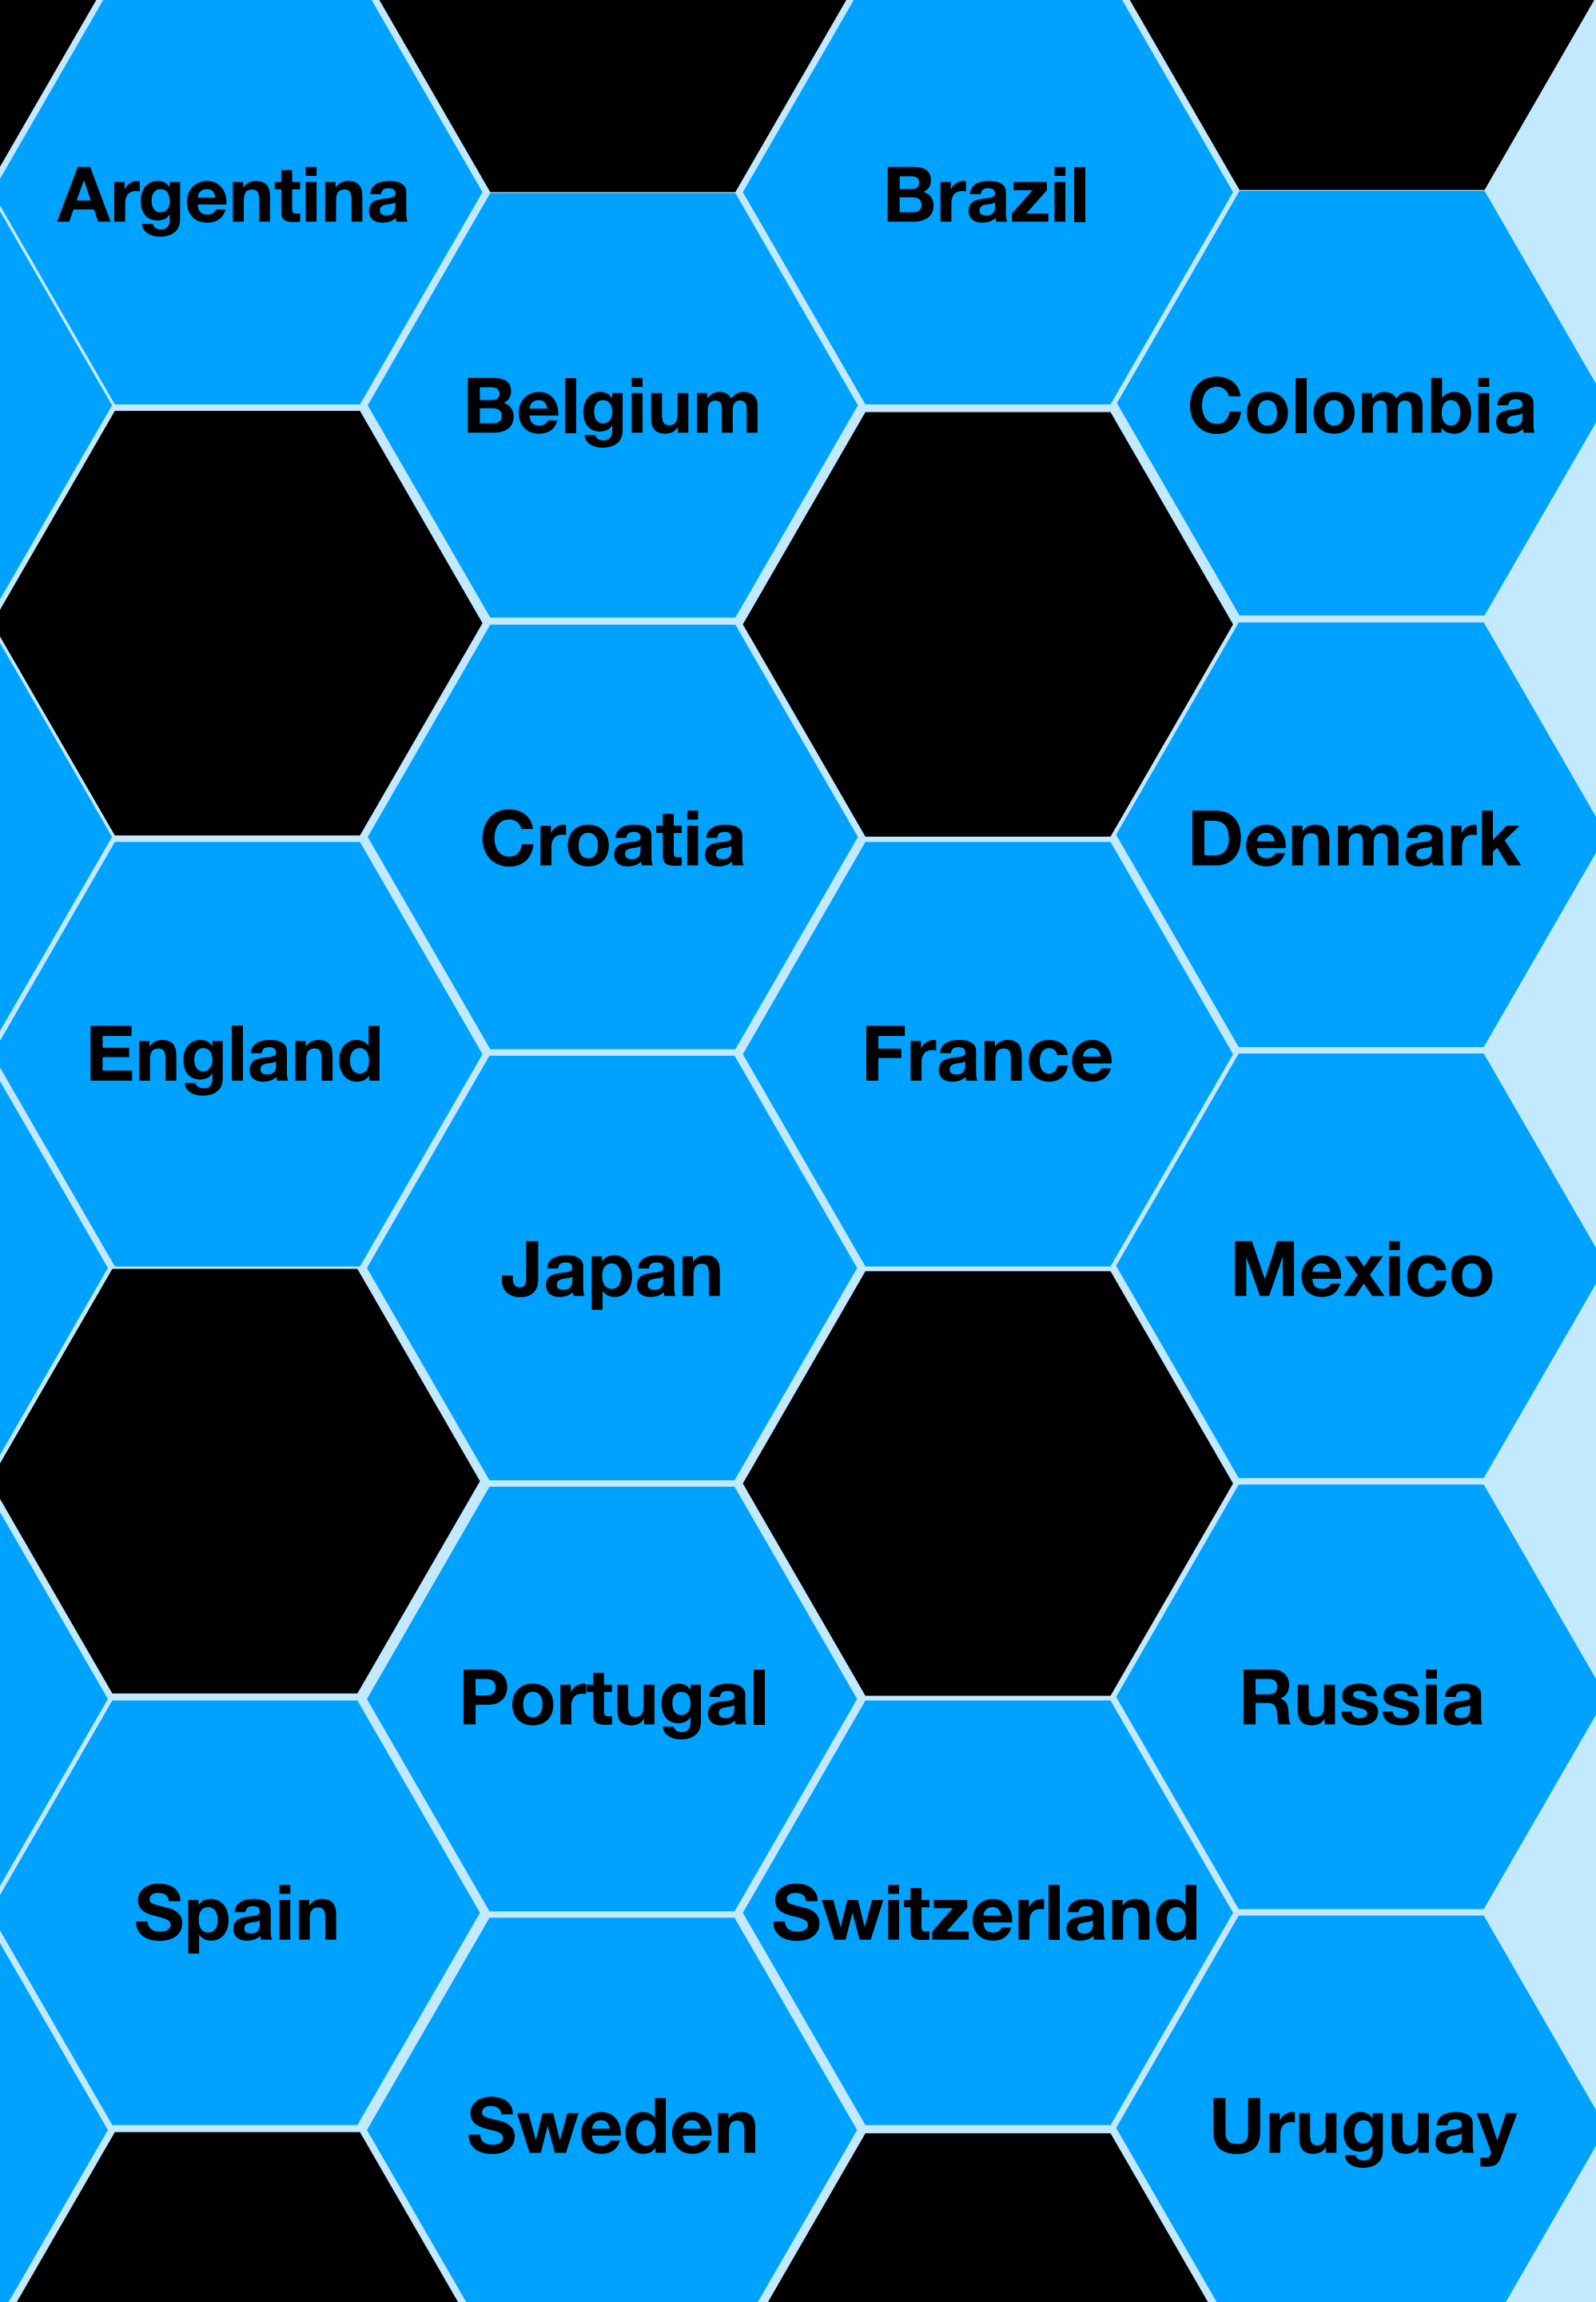 Argentina
Brazil
Belgium
Colombia
Croatia
Denmark
England
France
Japan
Mexico
Portugal
Russia
Spain
Switzerland
Sweden
Uruguay